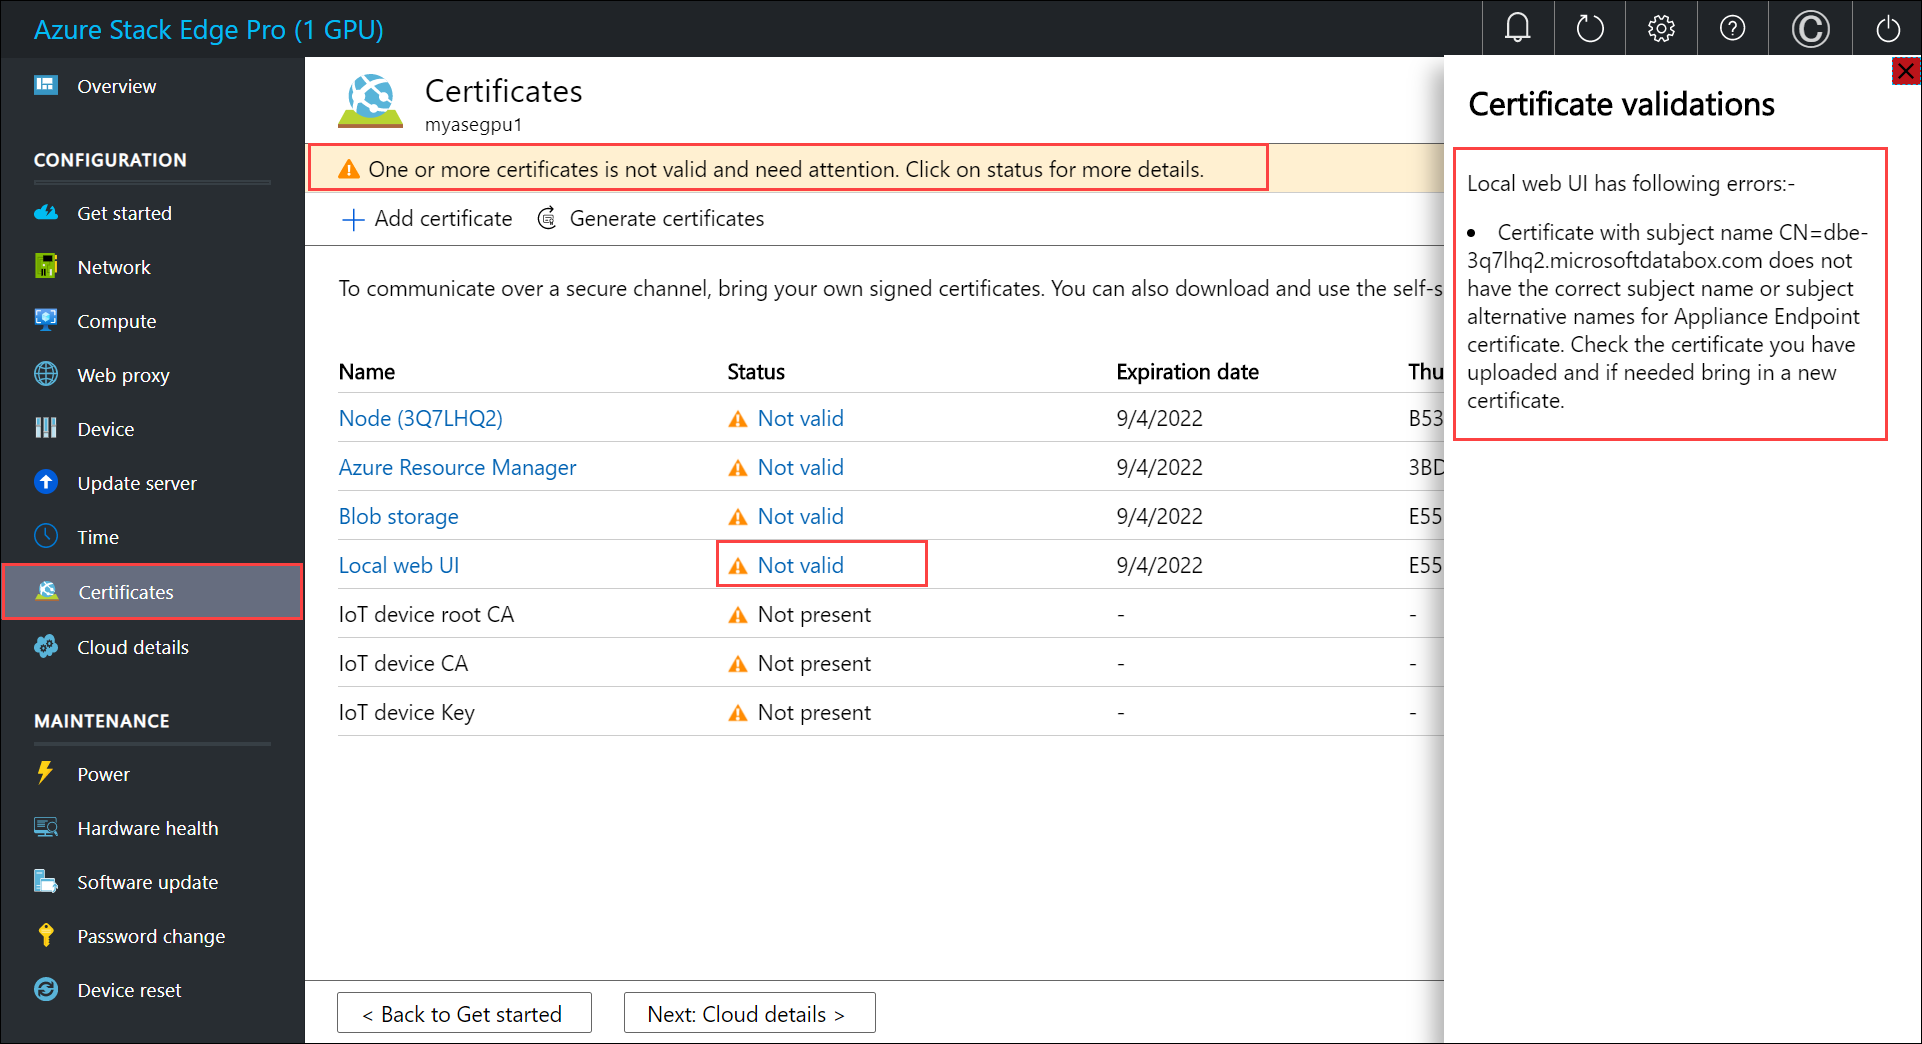 Azure Stack Edge Pro (1 GPU)
Overview
CONFIGURATION
Get started
Network
Compute
Web proxy
Device
Update server
Time
Certificates
Cloud details
MAINTENANCE
Power
Hardware health
Software update
Password change
Device reset
Certificates
myasegpu1
One or more certificates is not valid and need attention. Click on status for more details.
Add certificate Generate certificates
To communicate over a secure channel, bring your own signed certificates. You can also download and use the self-s
Name Status Expiration date Thu
Node (3Q7LHQ2) Not valid 9/4/2022 B53
Azure Resource Manager Not valid 9/4/2022 3BD
Blob storage Not valid 9/4/2022 E55
Local web UI Not valid 9/4/2022 E55
IoT device root CA Not present - -
IoT device CA Not present - -
IoT device Key Not present - -
< Back to Get started Next: Cloud details >
Certificate validations
Local web UI has following errors:-
• Certificate with subject name CN=dbe-
3q7lhq2.microsoftdatabox.com does not
have the correct subject name or subject
alternative names for Appliance Endpoint
certificate. Check the certificate you have
uploaded and if needed bring in a new
certificate.